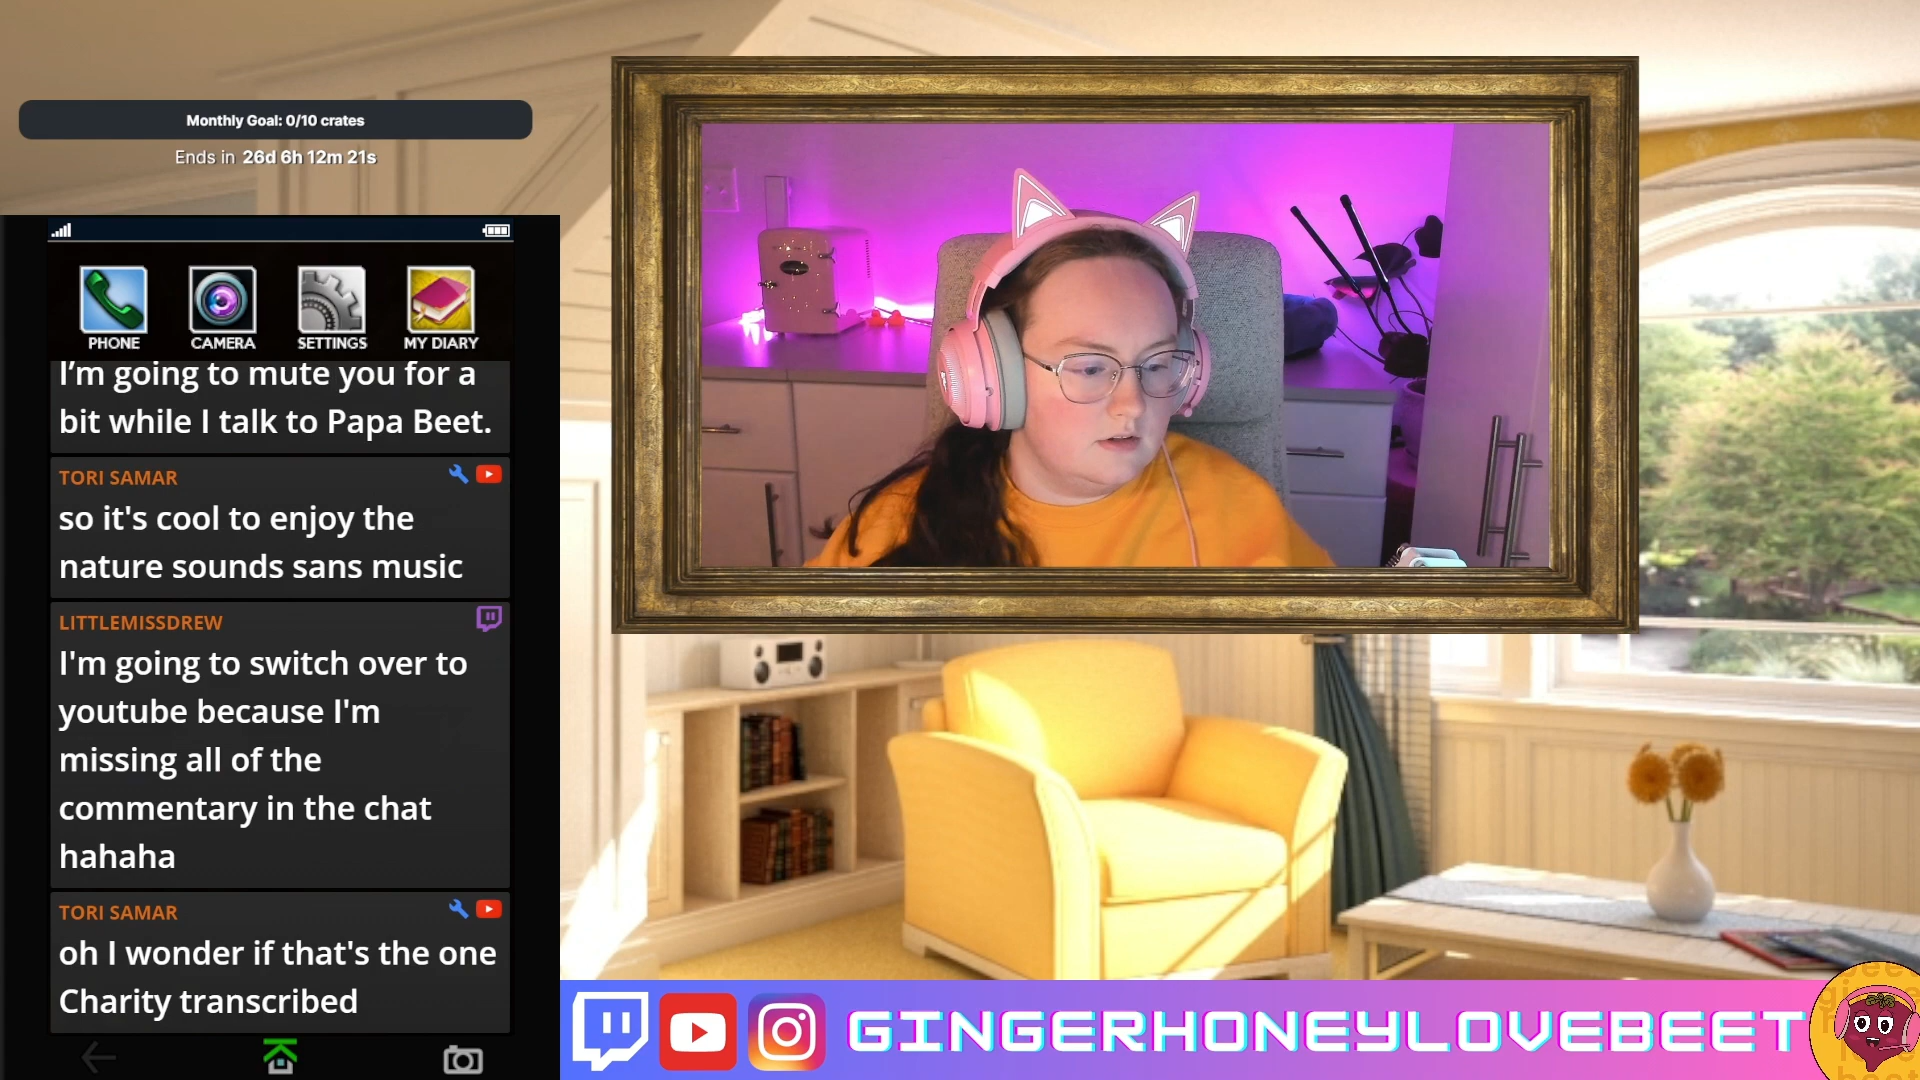 Monthly Goal: 0/10 crates
Ends in 26d 6h 12m 21s
PHONE
CAMERA
SETTINGS
MY DIARY
I'm going to mute you for a
bit while I talk to Papa Beet.
TORI SAMAR
so it's cool to enjoy the
nature sounds sans music
LITTLEMISSDREW
I'm going to switch over to
youtube because I'm
missing all of the
commentary in the chat
hahaha
TORI SAMAR
oh I wonder if that's the one
Charity transcribed
GINGERHONEYLOVEBEET